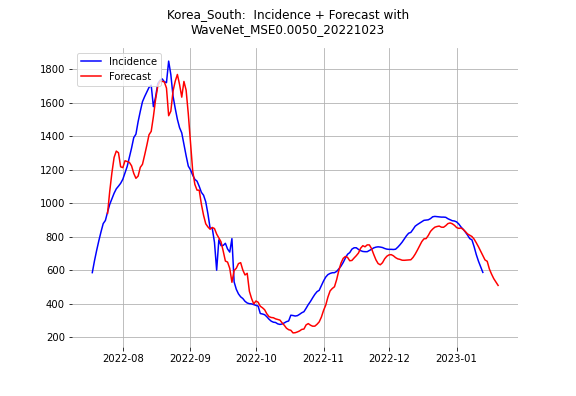 Korea_South:  Incidence + Forecast with
WaveNet_MSE0.0050_20221023
Incidence
Forecast
1800
1600
1400
1200
1000
800
600
400
200
2022-08 2022-09 2022-10 2022-11 2022-12 2023-01